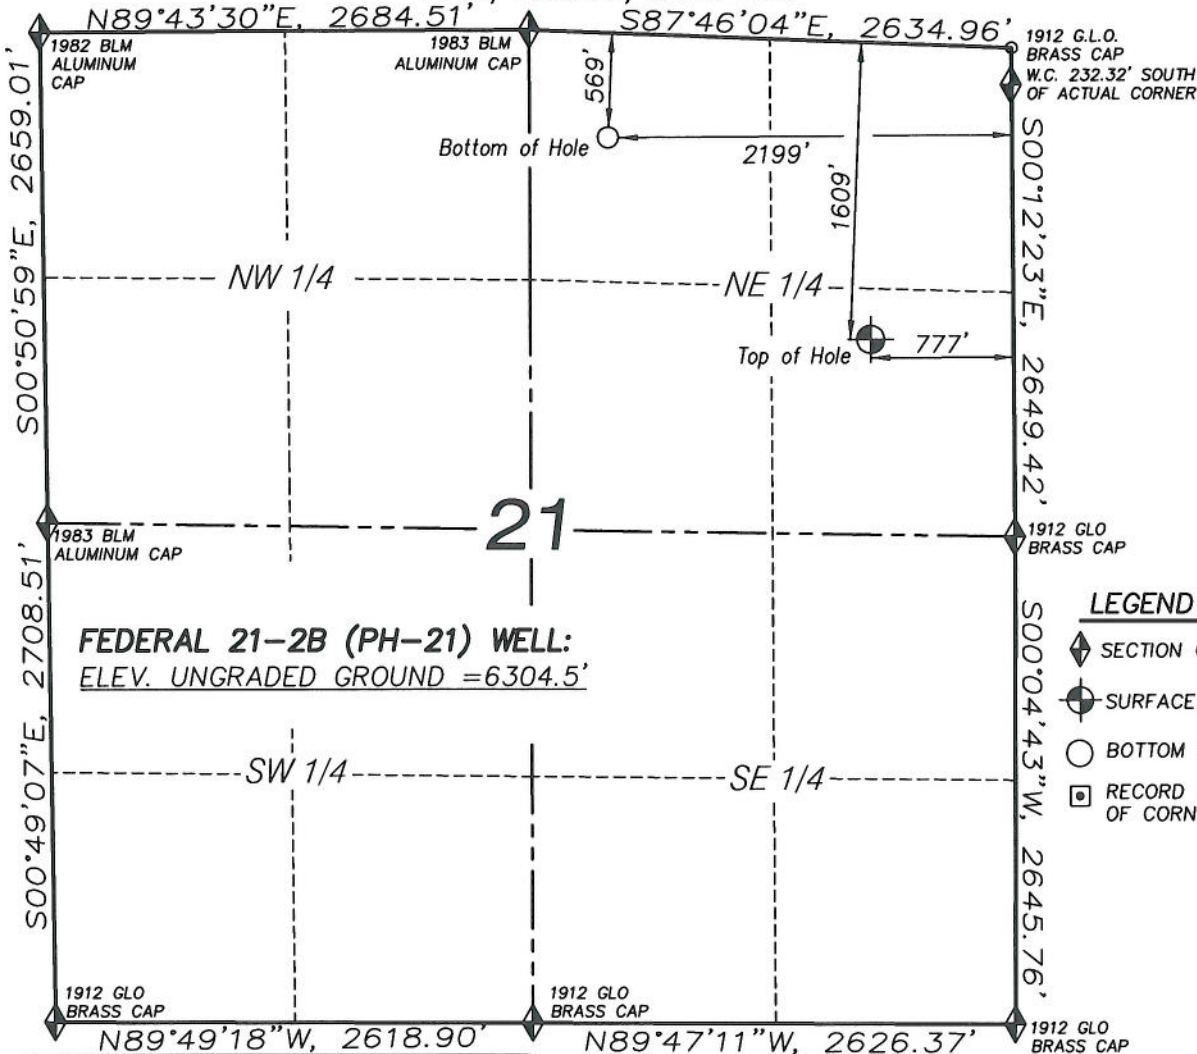 N89°43'30"E, 2684.51'
S87°46'04"E, 2634.96'
1982 BLM
ALUMINUM
CAP
1983 BLM
ALUMINUM CAP
1912 G.L.O.
BRASS CAP
W.C. 232.32' SOUTH
OF ACTUAL CORNER
569'
Bottom of Hole
2199'
1609'
S00°50'59"E, 2659.01'
S00°12'23"E, 2649.42'
NW 1/4
NE 1/4
Top of Hole
777'
21
1983 BLM
ALUMINUM CAP
1912 GLO
BRASS CAP
FEDERAL 21-2B (PH-21) WELL:
ELEV. UNGRADED GROUND =6304.5'
S00°49'07"E, 2708.51'
S00°04'43"W, 2645.76'
LEGEND
SECTION
SURFACE
BOTTOM
RECORD
OF
SW 1/4
SE 1/4
1912 GLO
BRASS CAP
1912 GLO
BRASS CAP
1912 GLO
BRASS CAP
N89°49'18"W, 2618.90'
N89°47'11"W, 2626.37'